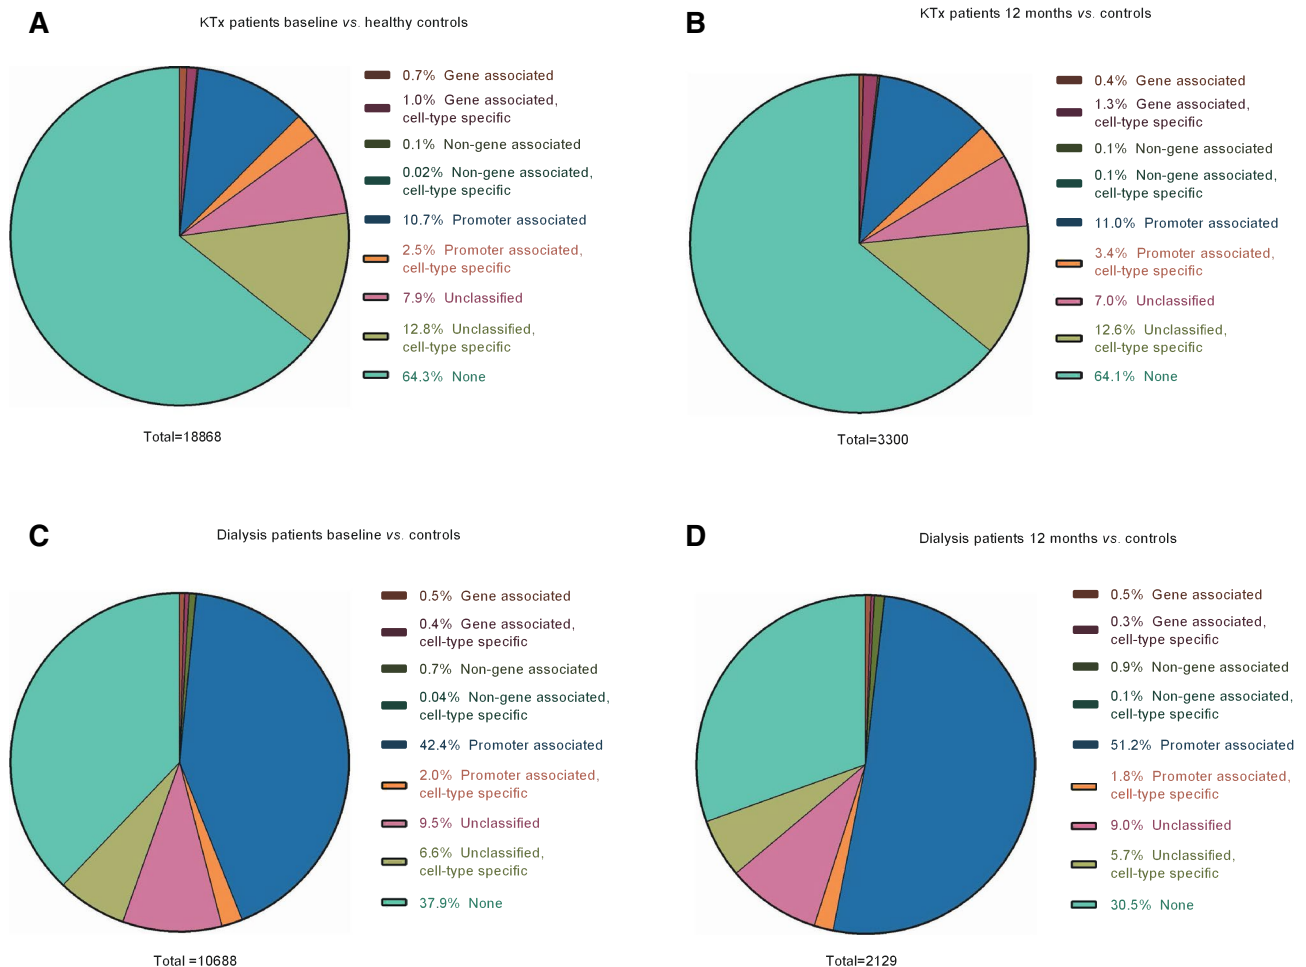 A
KTx patients baseline vs. healthy controls
0.7% Gene associated
1.0% Gene associated,
cell-type specific
0.1% Non-gene associated
0.02% Non-gene associated,
cell-type specific
10.7% Promoter associated
2.5% Promoter associated,
cell-type specific
7.9% Unclassified
12.8% Unclassified,
cell-type specific
64.3% None
Total=18868
B
KTx patients 12 months vs. controls
0.4% Gene associated
1.3% Gene associated,
cell-type specific
0.1% Non-gene associated
0.1% Non-gene associated,
cell-type specific
11.0% Promoter associated
3.4% Promoter associated,
cell-type specific
7.0% Unclassified
12.6% Unclassified,
cell-type specific
64.1% None
Total=3300
C
Dialysis patients baseline vs. controls
0.5% Gene associated
0.4% Gene associated,
cell-type specific
0.7% Non-gene associated
0.04% Non-gene associated,
cell-type specific
42.4% Promoter associated
2.0% Promoter associated,
cell-type specific
9.5% Unclassified
6.6% Unclassified,
cell-type specific
37.9% None
Total =10688
D
Dialysis patients 12 months vs. controls
0.5% Gene associated
0.3% Gene associated,
cell-type specific
0.9% Non-gene associated
0.1% Non-gene associated,
cell-type specific
51.2% Promoter associated
1.8% Promoter associated,
cell-type specific
9.0% Unclassified
5.7% Unclassified,
cell-type specific
30.5% None
Total=2129